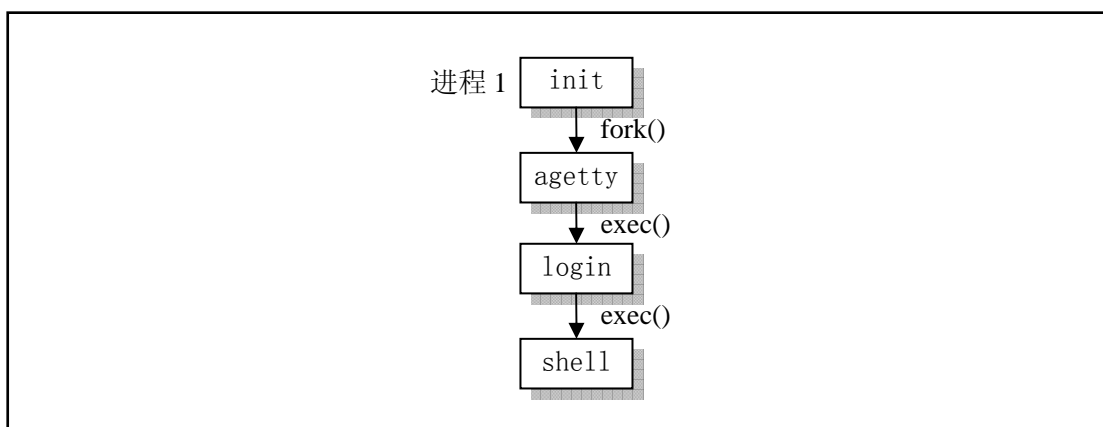 进程 1 init
fork()
agetty
exec()
login
exec()
shell